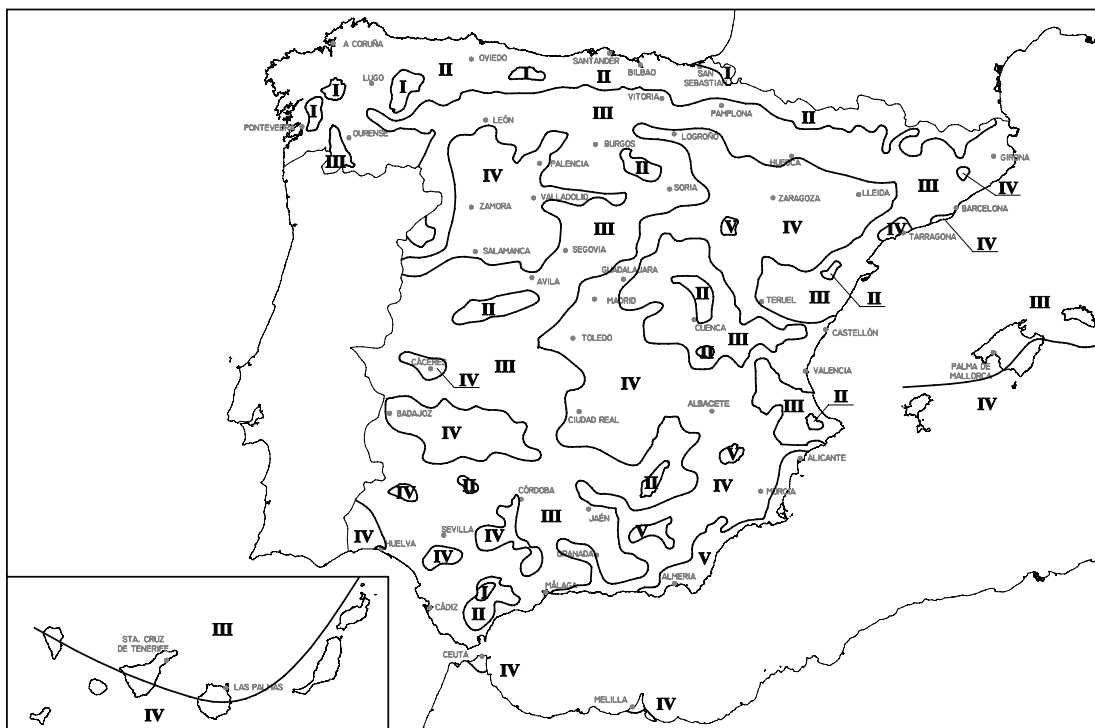 A CORUÑA
OVIEDO
SANTANDER
II
I
II
BILBAO
SAN
SEBASTIAN
I
LUGO
I
I
I
VITORIA
PAMPLONA
II
PONTEVEDRA
OURENSE
LEÓN
III
LOGROÑO
BURGOS
III
PALENCIA
II
HUESCA
GIRONA
IV
SORIA
III
IV
ZAMORA
VALLADOLID
ZARAGOZA
LLEIDA
BARCELONA
III
V
IV
IV
TARRAGONA
IV
SALAMANCA
SEGOVIA
AVILA
GUADALAJARA
II
MADRID
II
TERUEL
III
II
III
CUENCA
CASTELLÓN
TOLEDO
II
III
CÁCERES
IV
III
IV
VALENCIA
PALMA DE
MALLORCA
IV
BADAJOZ
CIUDAD REAL
ALBACETE
III
II
IV
V
ALICANTE
IV
II
II
IV
MURCIA
CÓRDOBA
III
JAÉN
HUELVA
IV
SEVILLA
IV
V
IV
GRANADA
V
ALMERIA
MÁLAGA
I
CÁDIZ
II
STA. CRUZ
DE TENERIFE
III
CEUTA
IV
LAS PALMAS
IV
MELILLA
IV